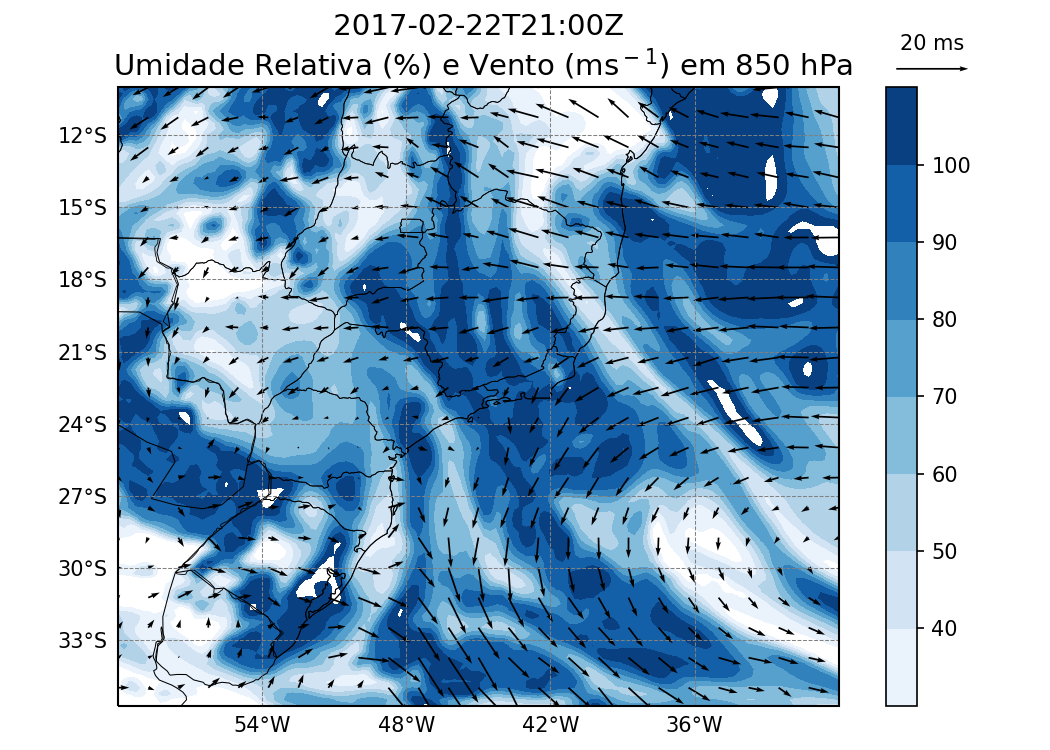 2017-02-22T21:00Z
Umidade Relativa (%) e Vento (ms⁻¹) em 850 hPa
20 ms
12°S
15°S
18°S
21°S
24°S
27°S
30°S
33°S
54°W 48°W 42°W 36°W
100
90
80
70
60
50
40